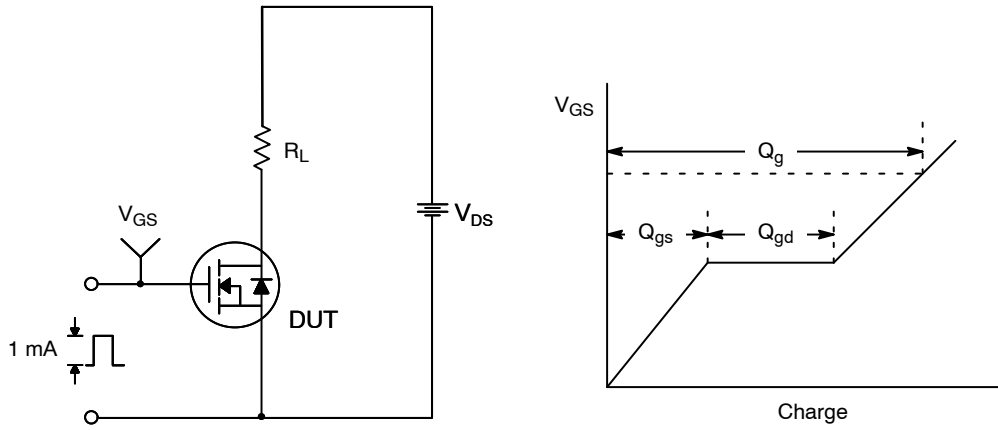 R_L
V_GS
V_DS
DUT
1 mA
V_GS
Q_g
Q_gs
Q_gd
Charge